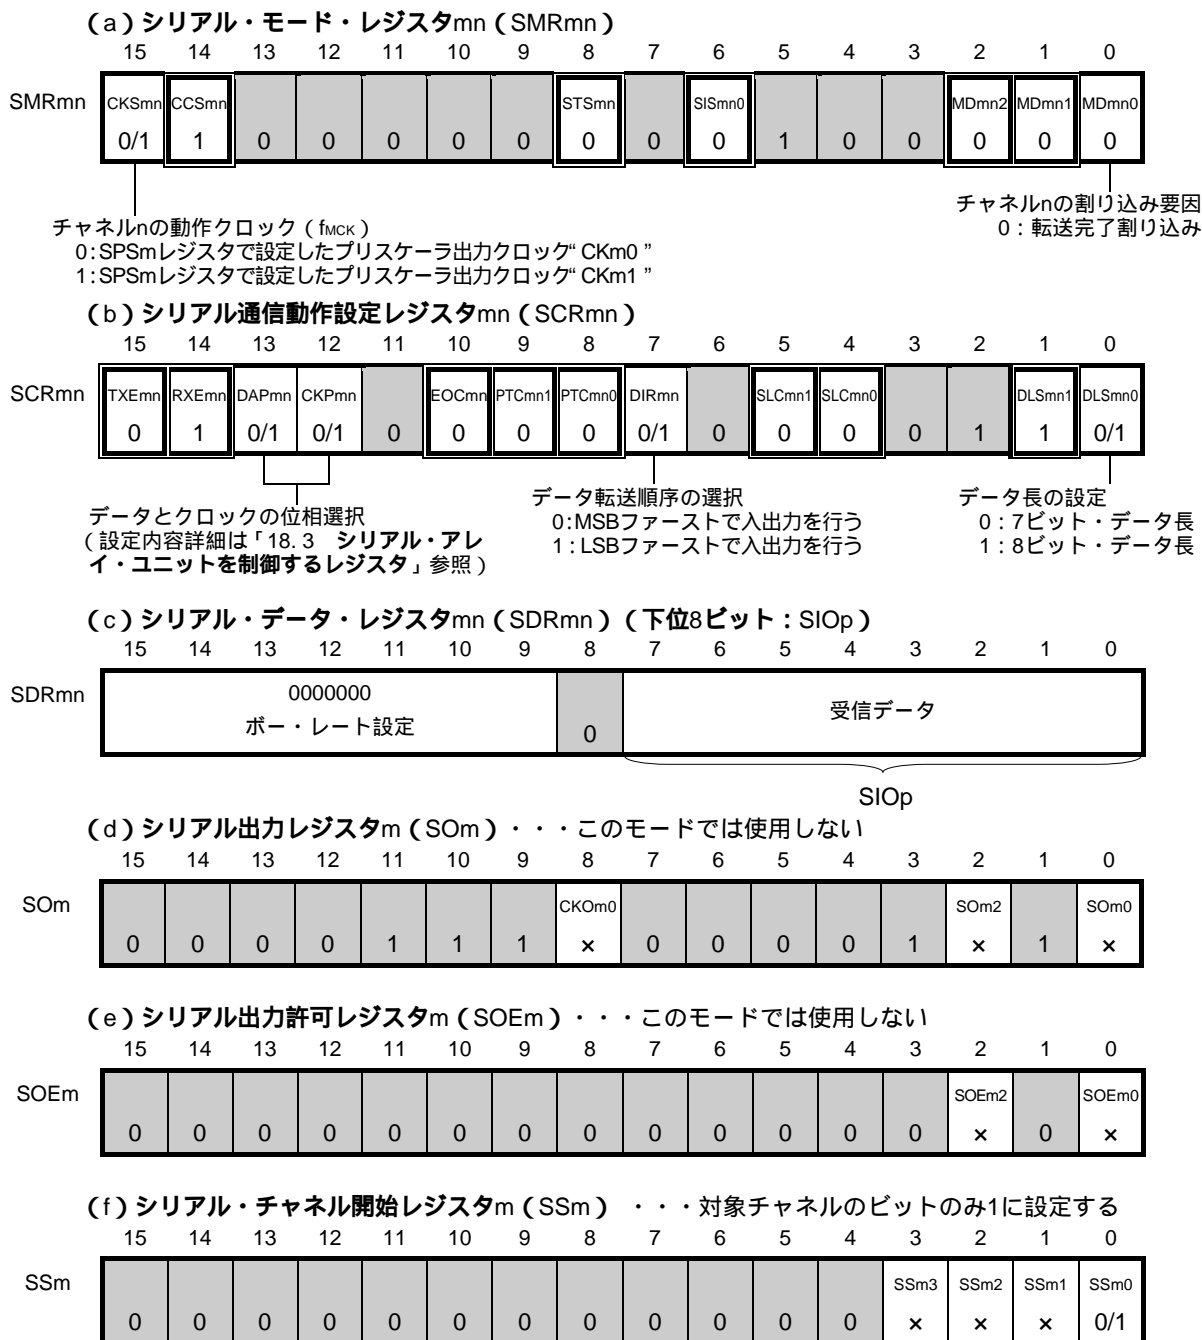 (a) シリアル・モード・レジスタmn (SMRmn)
15 14 13 12 11 10 9 8 7 6 5 4 3 2 1 0
SMRmn CKSmn CCSmn STSmn SISmn0 MDmn2 MDmn1 MDmn0
0/1 1 0 0 0 0 0 0 0 0 1 0 0 0 0 0
チャネルnの動作クロック (fMCK)
0:SPSmレジスタで設定したプリスケーラ出力クロック“CKm0”
1:SPSmレジスタで設定したプリスケーラ出力クロック“CKm1”
チャネルnの割り込み要因
0:転送完了割り込み
(b) シリアル通信動作設定レジスタmn (SCRmn)
15 14 13 12 11 10 9 8 7 6 5 4 3 2 1 0
SCRmn TXEmn RXEmn DAPmn CKPmn EOCmn PTCmn1 PTCmn0 DIRmn SLCmn1 SLCmn0 DLSmn1 DLSmn0
0 1 0/1 0/1 0 0 0 0 0/1 0 0 0 0 1 1 0/1
データとクロックの位相選択
(設定内容詳細は「18. 3 シリアル・アレ
イ・ユニットを制御するレジスタ」参照)
データ転送順序の選択
0:MSBファーストで入出力を行う
1:LSBファーストで入出力を行う
データ長の設定
0:7ビット・データ長
1:8ビット・データ長
(c) シリアル・データ・レジスタmn (SDRmn) (下位8ビット:SIOp)
15 14 13 12 11 10 9 8 7 6 5 4 3 2 1 0
SDRmn 0000000
ボー・レート設定
0
受信データ
SIOp
(d) シリアル出力レジスタm (SOm) ・・・このモードでは使用しない
15 14 13 12 11 10 9 8 7 6 5 4 3 2 1 0
SOm CKOm0 SOm2 SOm0
0 0 0 0 1 1 1 × 0 0 0 0 1 × 1 ×
(e) シリアル出力許可レジスタm (SOEm) ・・・このモードでは使用しない
15 14 13 12 11 10 9 8 7 6 5 4 3 2 1 0
SOEm SOEm2 SOEm0
0 0 0 0 0 0 0 0 0 0 0 0 0 × 0 ×
(f) シリアル・チャネル開始レジスタm (SSm) ・・・対象チャネルのビットのみ1に設定する
15 14 13 12 11 10 9 8 7 6 5 4 3 2 1 0
SSm SSm3 SSm2 SSm1 SSm0
0 0 0 0 0 0 0 0 0 0 0 0 × × × 0/1